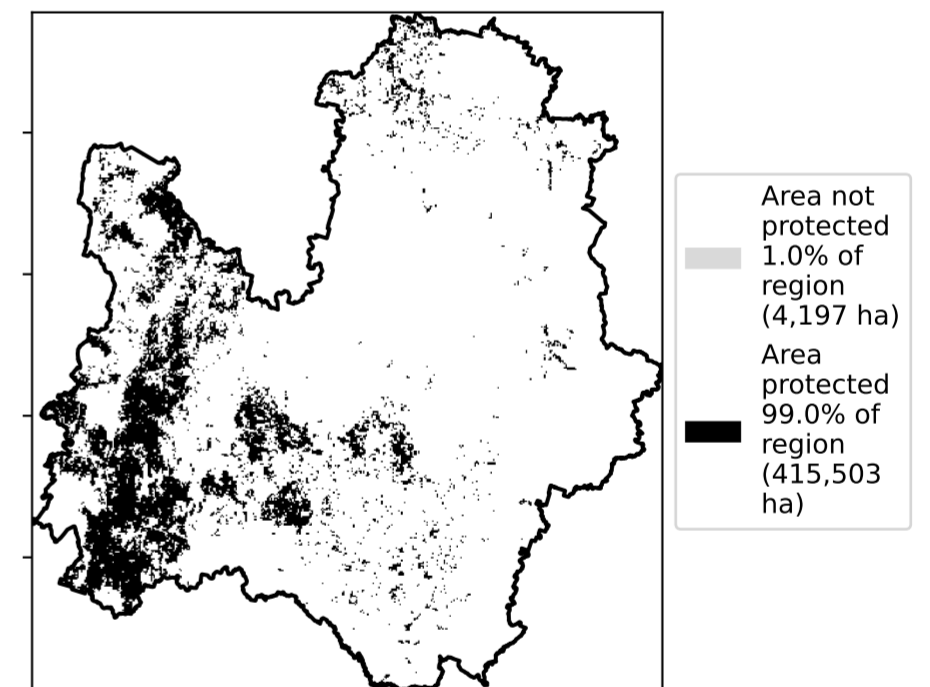 Area not
protected
1.0% of
region
(4,197 ha)
Area
protected
99.0% of
region
(415,503
ha)